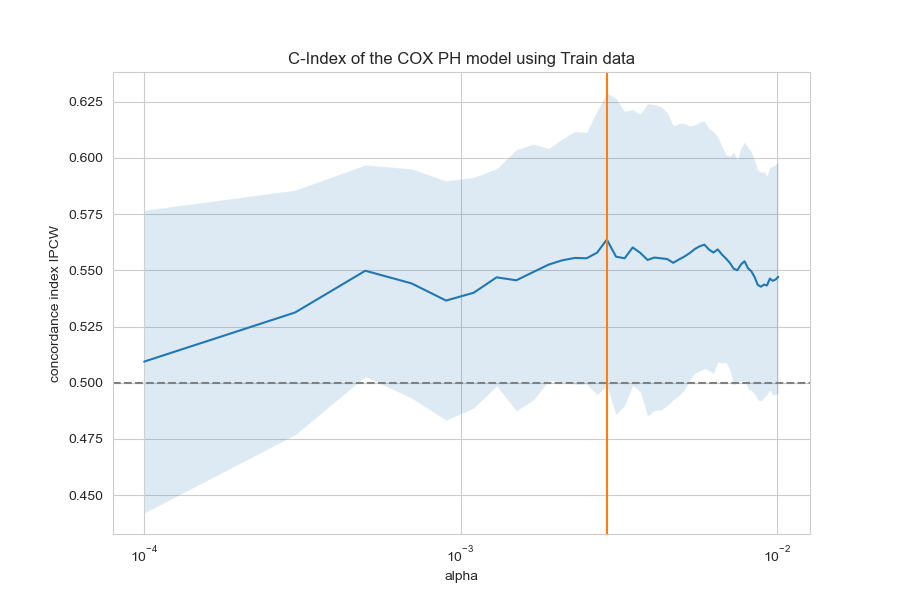 C-Index of the COX PH model using Train data
concordance index IPCW
0.625
0.600
0.575
0.550
0.525
0.500
0.475
0.450
10⁻⁴ 10⁻³ 10⁻²
alpha